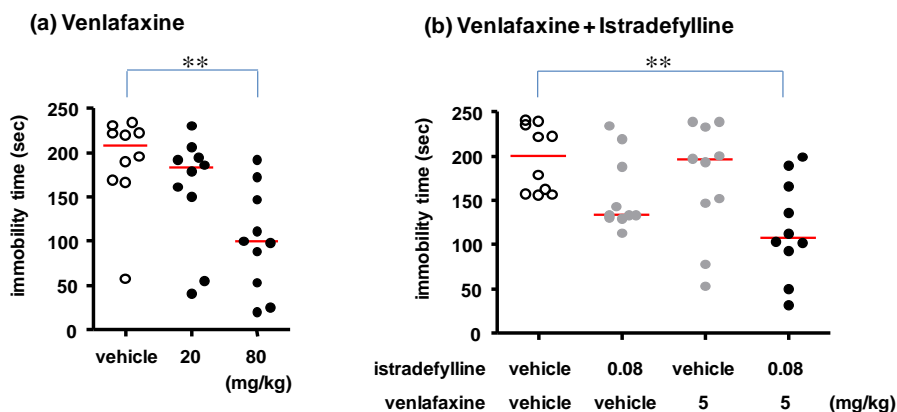 (a) Venlafaxine
**
immobility time (sec)
250
200
150
100
50
0
vehicle 20 80
(mg/kg)
(b) Venlafaxine + Istradefylline
**
immobility time (sec)
250
200
150
100
50
0
istradefylline vehicle 0.08 vehicle 0.08
venlafaxine vehicle vehicle 5 5 (mg/kg)